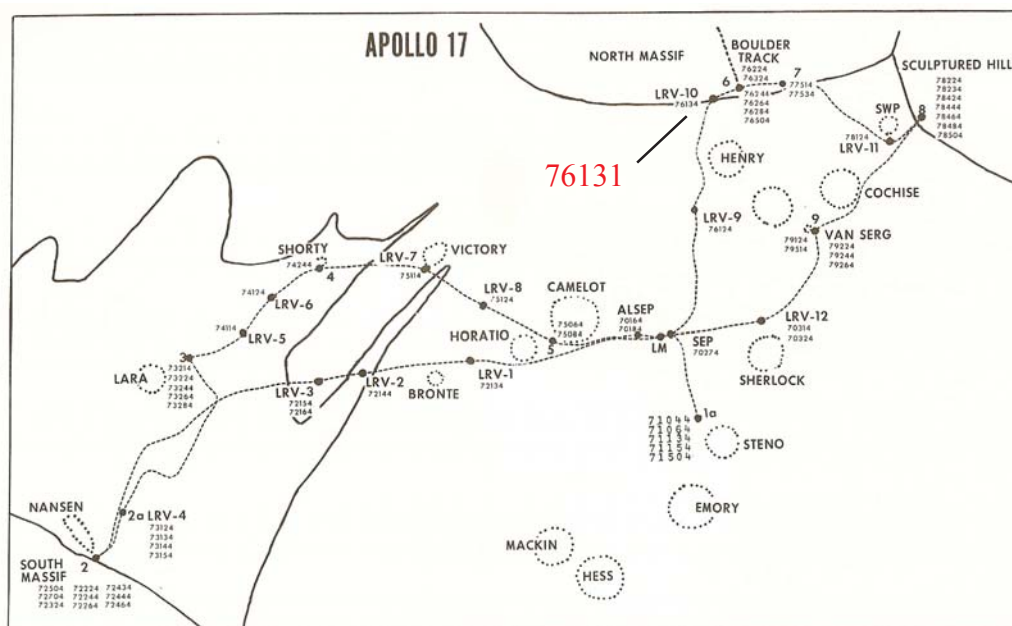 APOLLO 17
NORTH MASSIF
BOULDER
TRACK
76224
76324
6
7
77514
77534
LRV-10
76134
76244
76264
76284
76504
SCULPTURED HILL
78224
78234
78424
78444
78464
78484
78504
SWP
8
78124
LRV-11
76131
HENRY
COCHISE
LRV-9
76124
9
VAN SERG
79124
79514
79224
79244
79264
SHORTY
74244
4
LRV-7
75114
VICTORY
74124
LRV-6
LRV-8
75124
CAMELOT
75064
75084
5
HORATIO
ALSEP
70164
70184
LM
SEP
70274
LRV-12
70314
70324
SHERLOCK
74114
LRV-5
3
73214
73224
73244
73264
73284
LARA
LRV-3
72154
72164
LRV-2
72144
BRONTE
LRV-1
72134
1a
71044
71064
71134
71154
71504
STENO
EMORY
MACKIN
HESS
NANSEN
2a LRV-4
73124
73134
73144
73154
2
SOUTH
MASSIF
72504 72224 72434
72704 72244 72444
72324 72264 72464